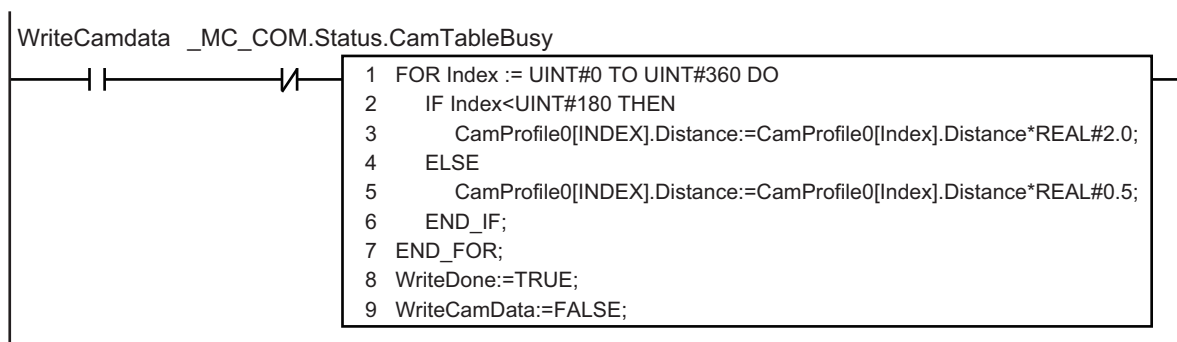 WriteCamdata _MC_COM.Status.CamTableBusy
1 FOR Index := UINT#0 TO UINT#360 DO
2 IF Index<UINT#180 THEN
3 CamProfile0[INDEX].Distance:=CamProfile0[Index].Distance*REAL#2.0;
4 ELSE
5 CamProfile0[INDEX].Distance:=CamProfile0[Index].Distance*REAL#0.5;
6 END_IF;
7 END_FOR;
8 WriteDone:=TRUE;
9 WriteCamData:=FALSE;